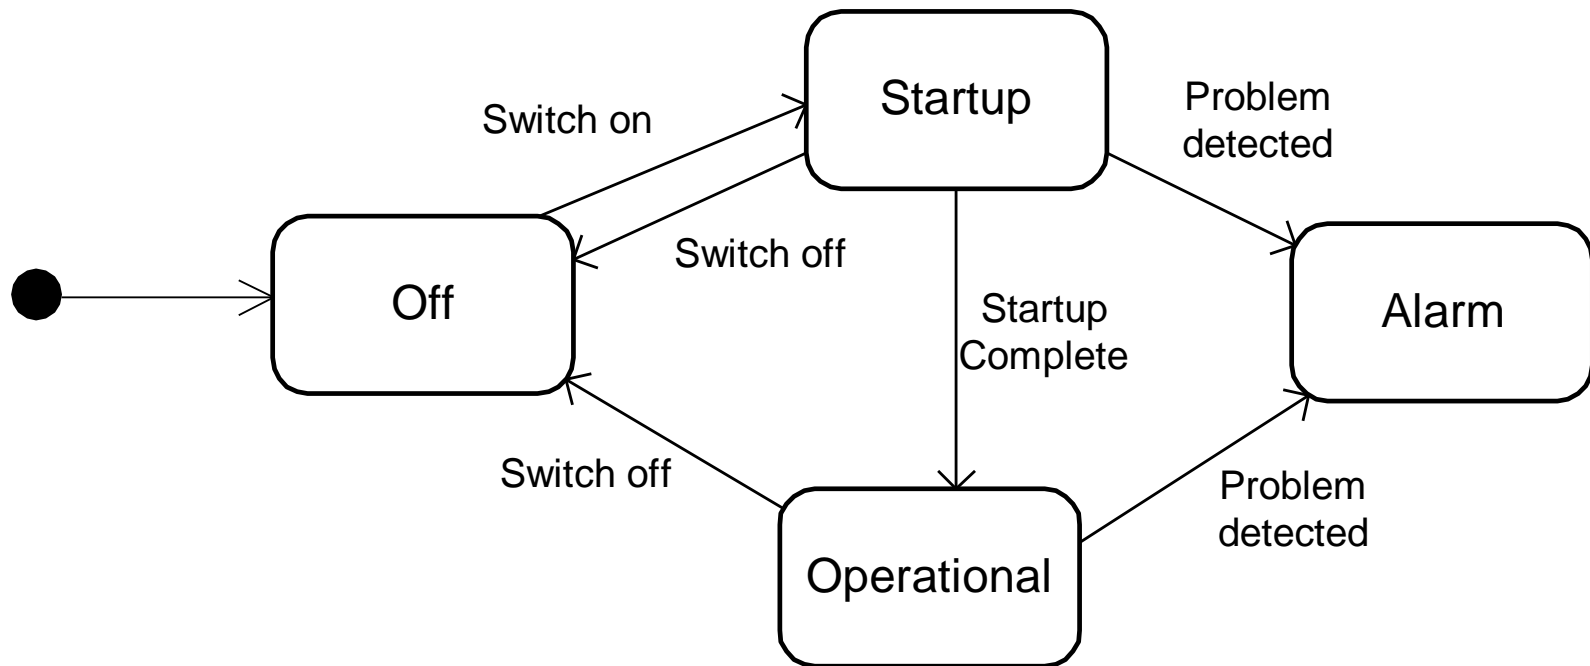 Startup
Problem
detected
Switch on
Switch off
Off
Startup
Complete
Alarm
Switch off
Problem
detected
Operational